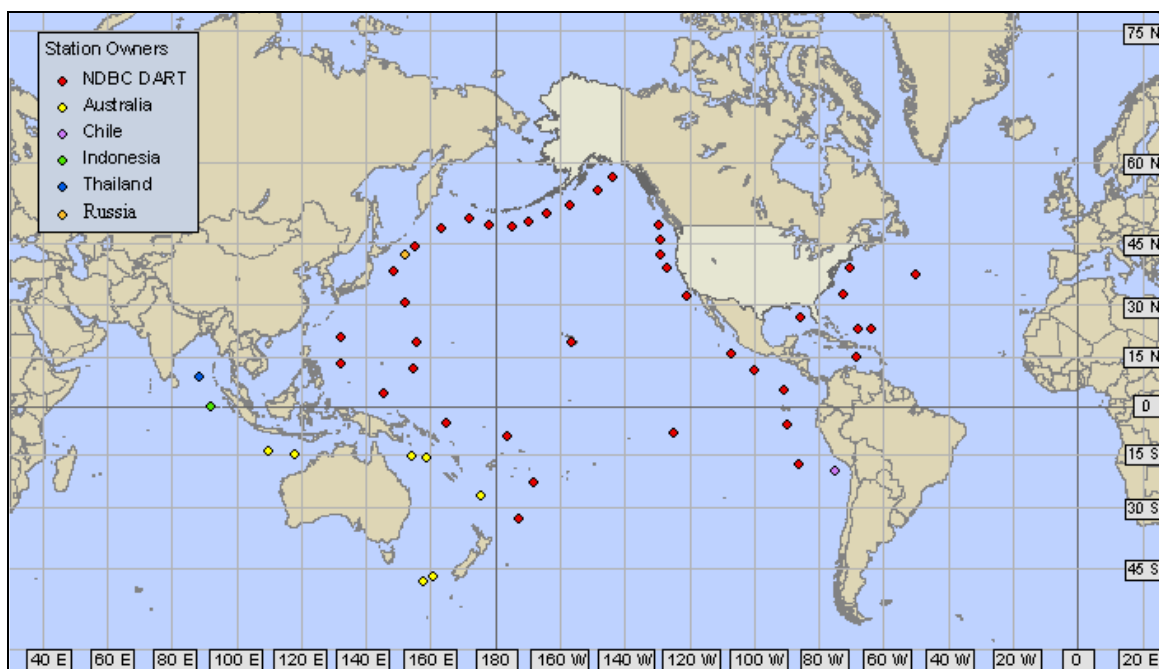 Station Owners
NDBC DART
Australia
Chile
Indonesia
Thailand
Russia
75 N
60 N
45 N
30 N
15 N
0
15 S
30 S
45 S
40 E 60 E 80 E 100 E 120 E 140 E 160 E 180 160 W 140 W 120 W 100 W 80 W 60 W 40 W 20 W 0 20 E